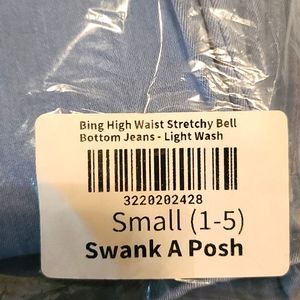 Bing High Waist Stretchy Bell
Bottom Jeans - Light Wash
3220202428
Small (1-5)
Swank A Posh